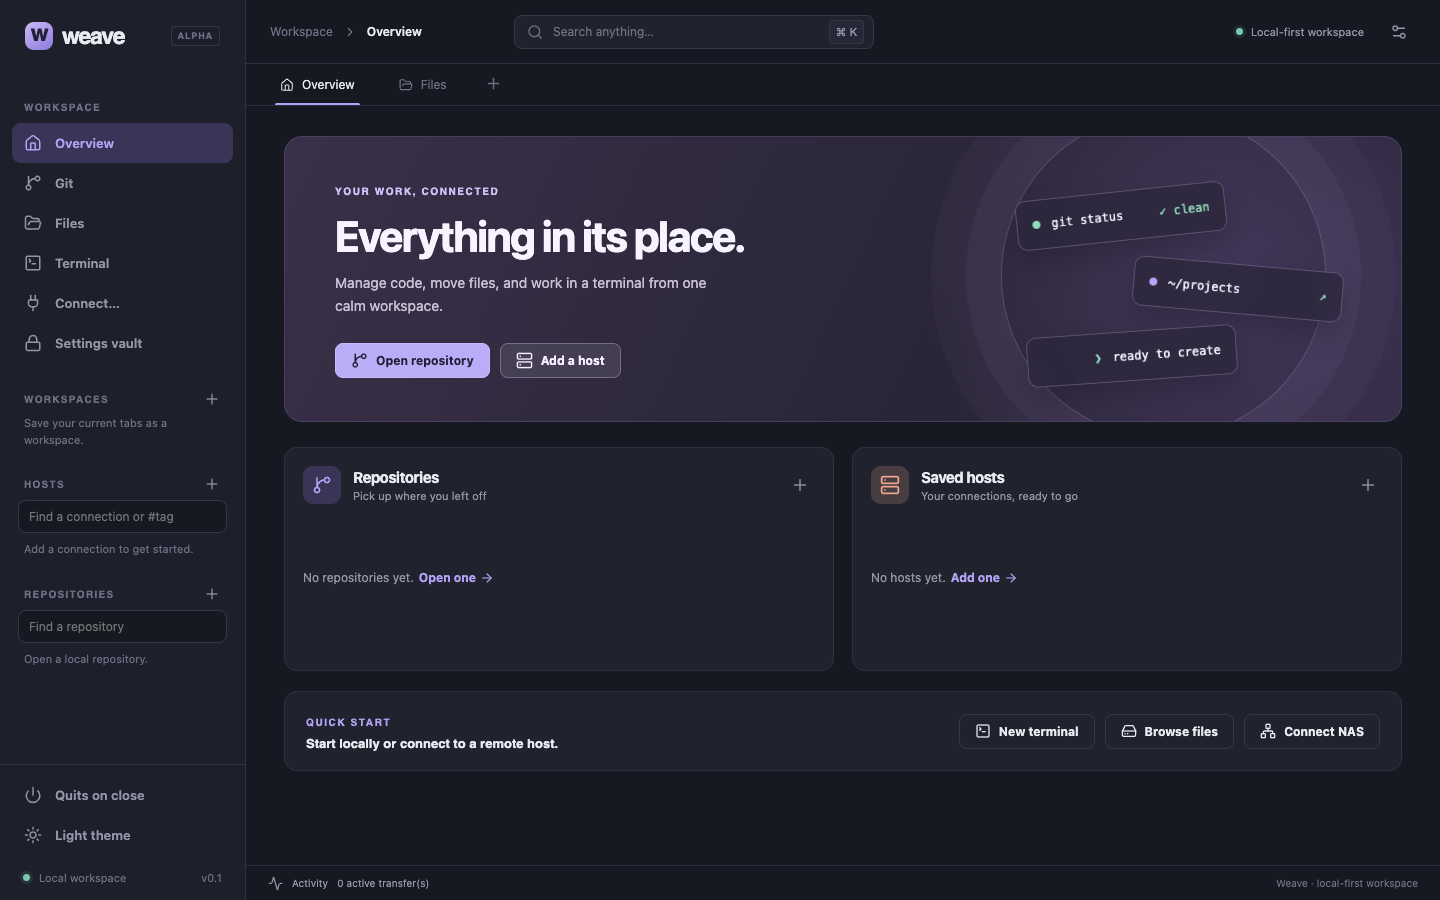 W weave ALPHA
WORKSPACE
Overview
Git
Files
Terminal
Connect...
Settings vault
WORKSPACES
Save your current tabs as a
workspace.
HOSTS
Find a connection or #tag
Add a connection to get started.
REPOSITORIES
Find a repository
Open a local repository.
Quits on close
Light theme
Local workspace v0.1
Workspace > Overview
Search anything... ⌘ K
Local-first workspace
Overview Files
YOUR WORK, CONNECTED
Everything in its place.
Manage code, move files, and work in a terminal from one
calm workspace.
Open repository Add a host
git status ✓ clean
~/projects ↗
❯ ready to create
Repositories
Pick up where you left off
No repositories yet. Open one →
Saved hosts
Your connections, ready to go
No hosts yet. Add one →
QUICK START
Start locally or connect to a remote host.
New terminal Browse files Connect NAS
Activity 0 active transfer(s)
Weave · local-first workspace